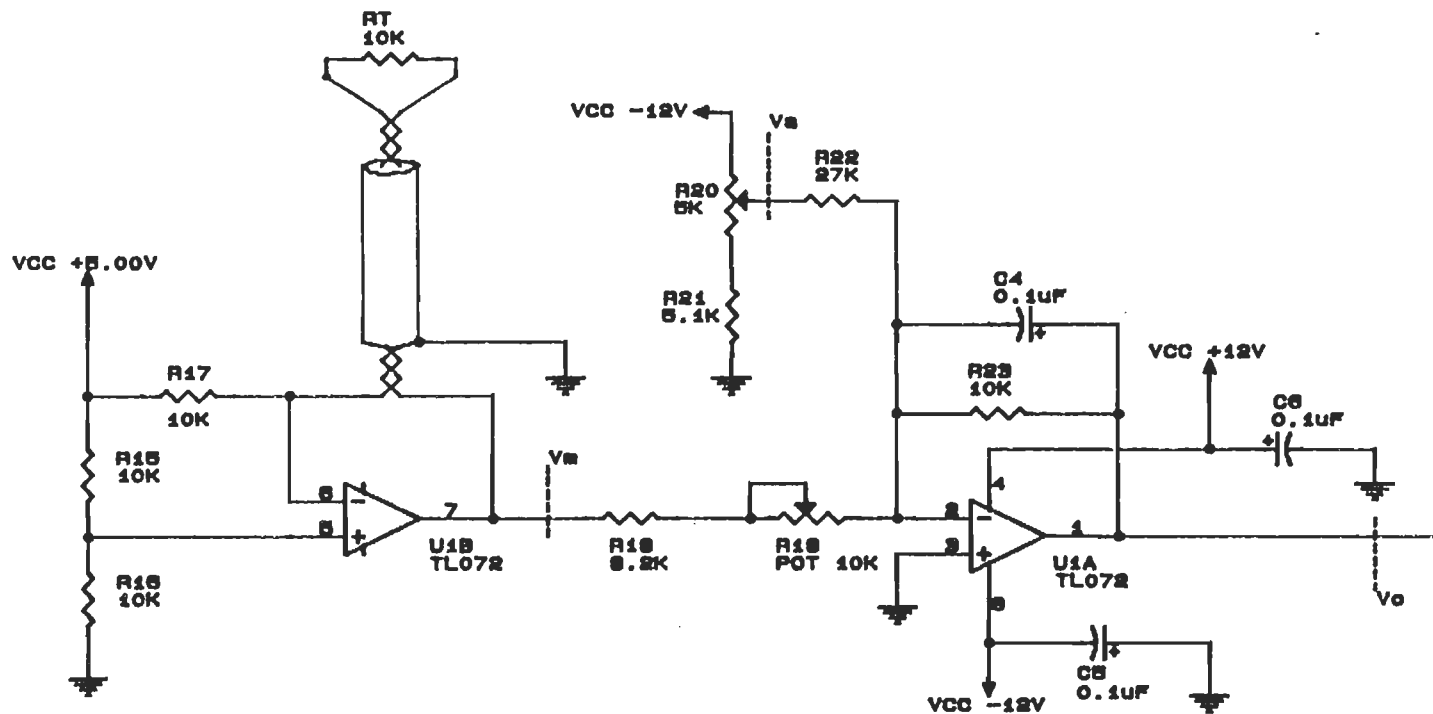 RT
10K
VCC -12V
Va
R22
27K
R20
5K
VCC +5.00V
C4
0.1uF
+
R21
5.1K
VCC +12V
R17
10K
R23
10K
C6
0.1uF
+
R15
10K
Vm
6
-
5
+
7
U1B
TL072
R18
8.2K
R19
POT 10K
2
-
3
+
4
1
8
U1A
TL072
R16
10K
Vo
C5
0.1uF
+
VCC -12V